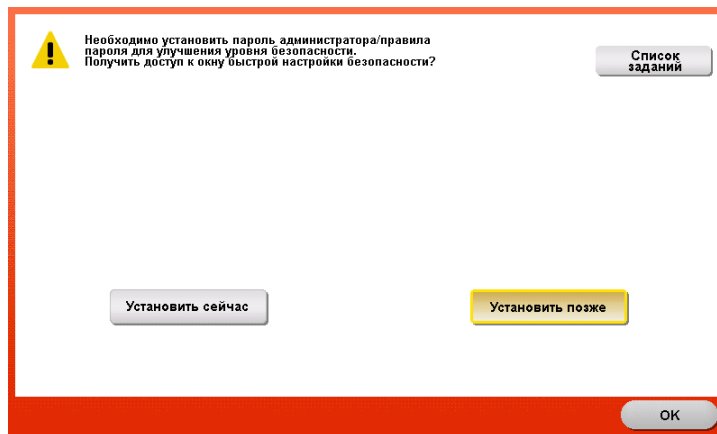 Необходимо установить пароль администратора/правила
пароля для улучшения уровня безопасности.
Получить доступ к окну быстрой настройки безопасности?
Список
заданий
Установить сейчас
Установить позже
OK